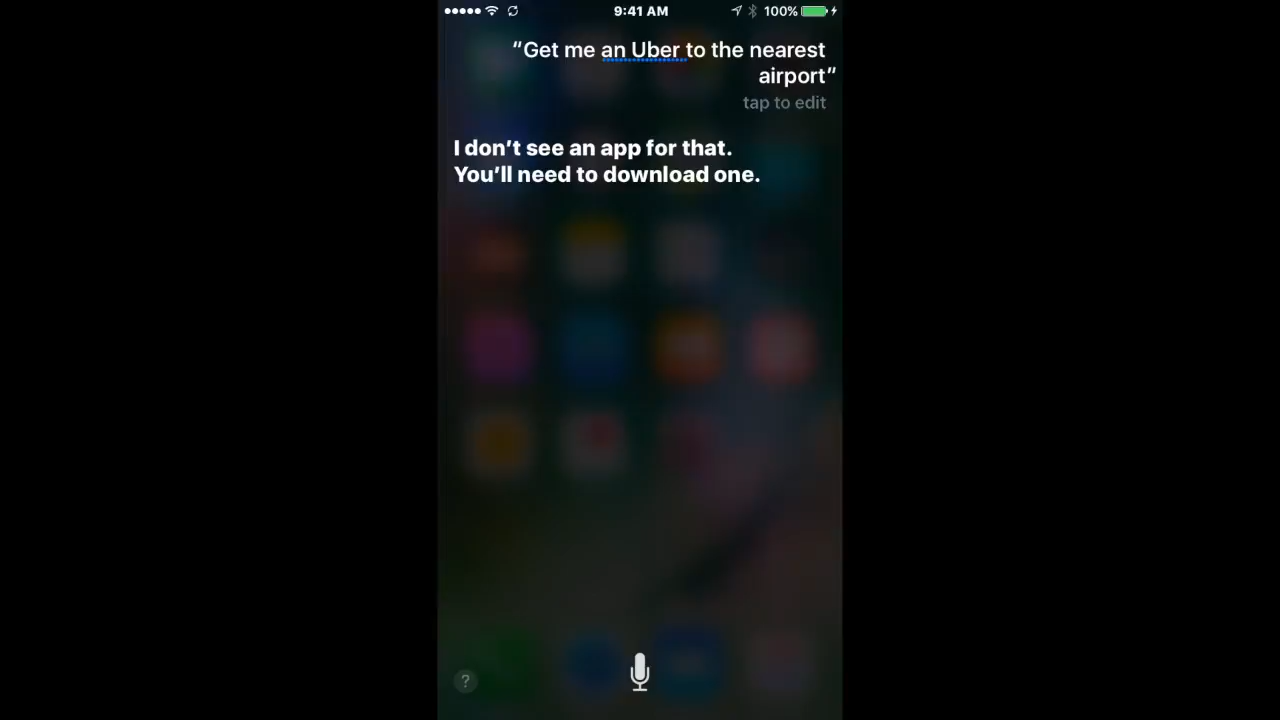 9:41 AM
100%
“Get me an Uber to the nearest
airport”
tap to edit
I don’t see an app for that.
You’ll need to download one.
?